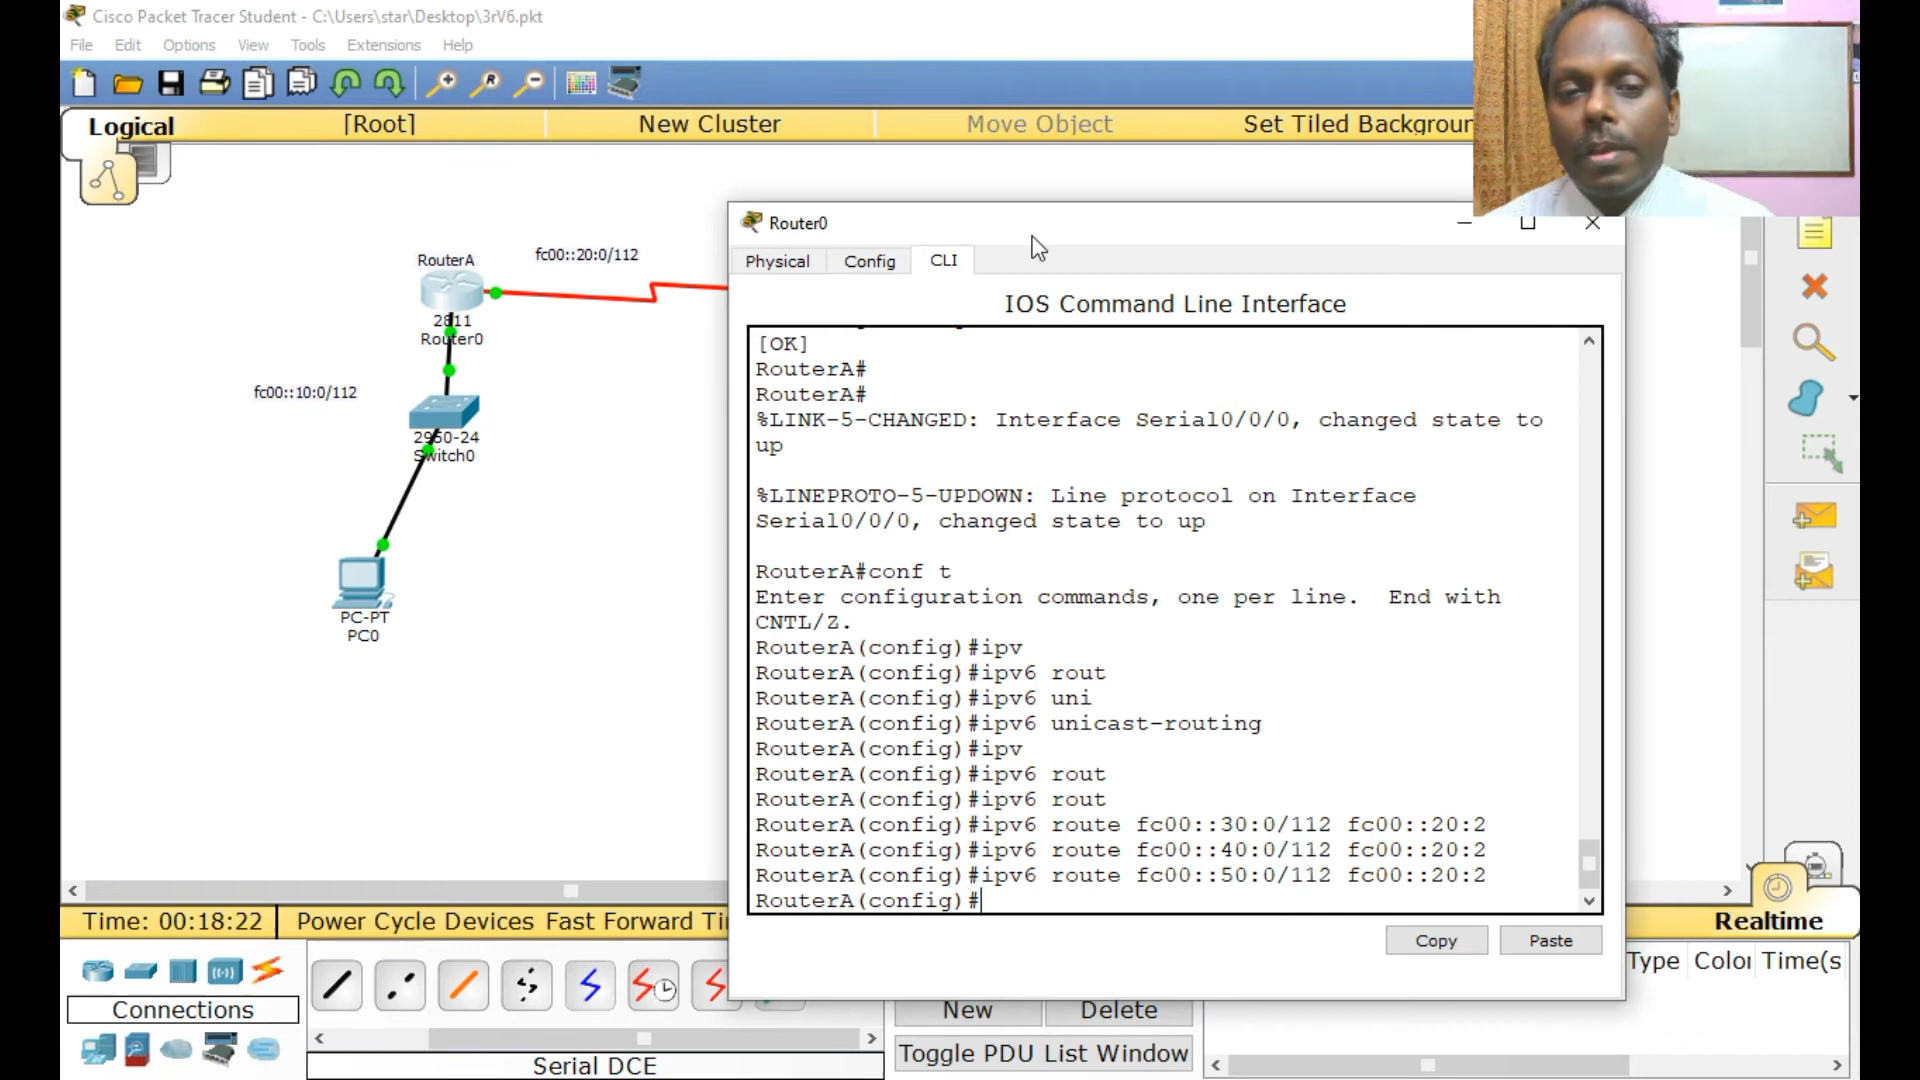 Cisco Packet Tracer Student - C:\Users\star\Desktop\3rV6.pkt
File Edit Options View Tools Extensions Help
Logical [Root] New Cluster Move Object Set Tiled Backgroun
RouterA
fc00::20:0/112
2811
Router0
fc00::10:0/112
2950-24
Switch0
PC-PT
PC0
Router0
Physical Config CLI
IOS Command Line Interface
[OK]
RouterA#
RouterA#
%LINK-5-CHANGED: Interface Serial0/0/0, changed state to
up
%LINEPROTO-5-UPDOWN: Line protocol on Interface
Serial0/0/0, changed state to up
RouterA#conf t
Enter configuration commands, one per line.  End with
CNTL/Z.
RouterA(config)#ipv
RouterA(config)#ipv6 rout
RouterA(config)#ipv6 uni
RouterA(config)#ipv6 unicast-routing
RouterA(config)#ipv
RouterA(config)#ipv6 rout
RouterA(config)#ipv6 rout
RouterA(config)#ipv6 route fc00::30:0/112 fc00::20:2
RouterA(config)#ipv6 route fc00::40:0/112 fc00::20:2
RouterA(config)#ipv6 route fc00::50:0/112 fc00::20:2
RouterA(config)#
Copy Paste
Time: 00:18:22 Power Cycle Devices Fast Forward Ti
Realtime
Connections
Serial DCE
New Delete
Toggle PDU List Window
Type Color Time(s